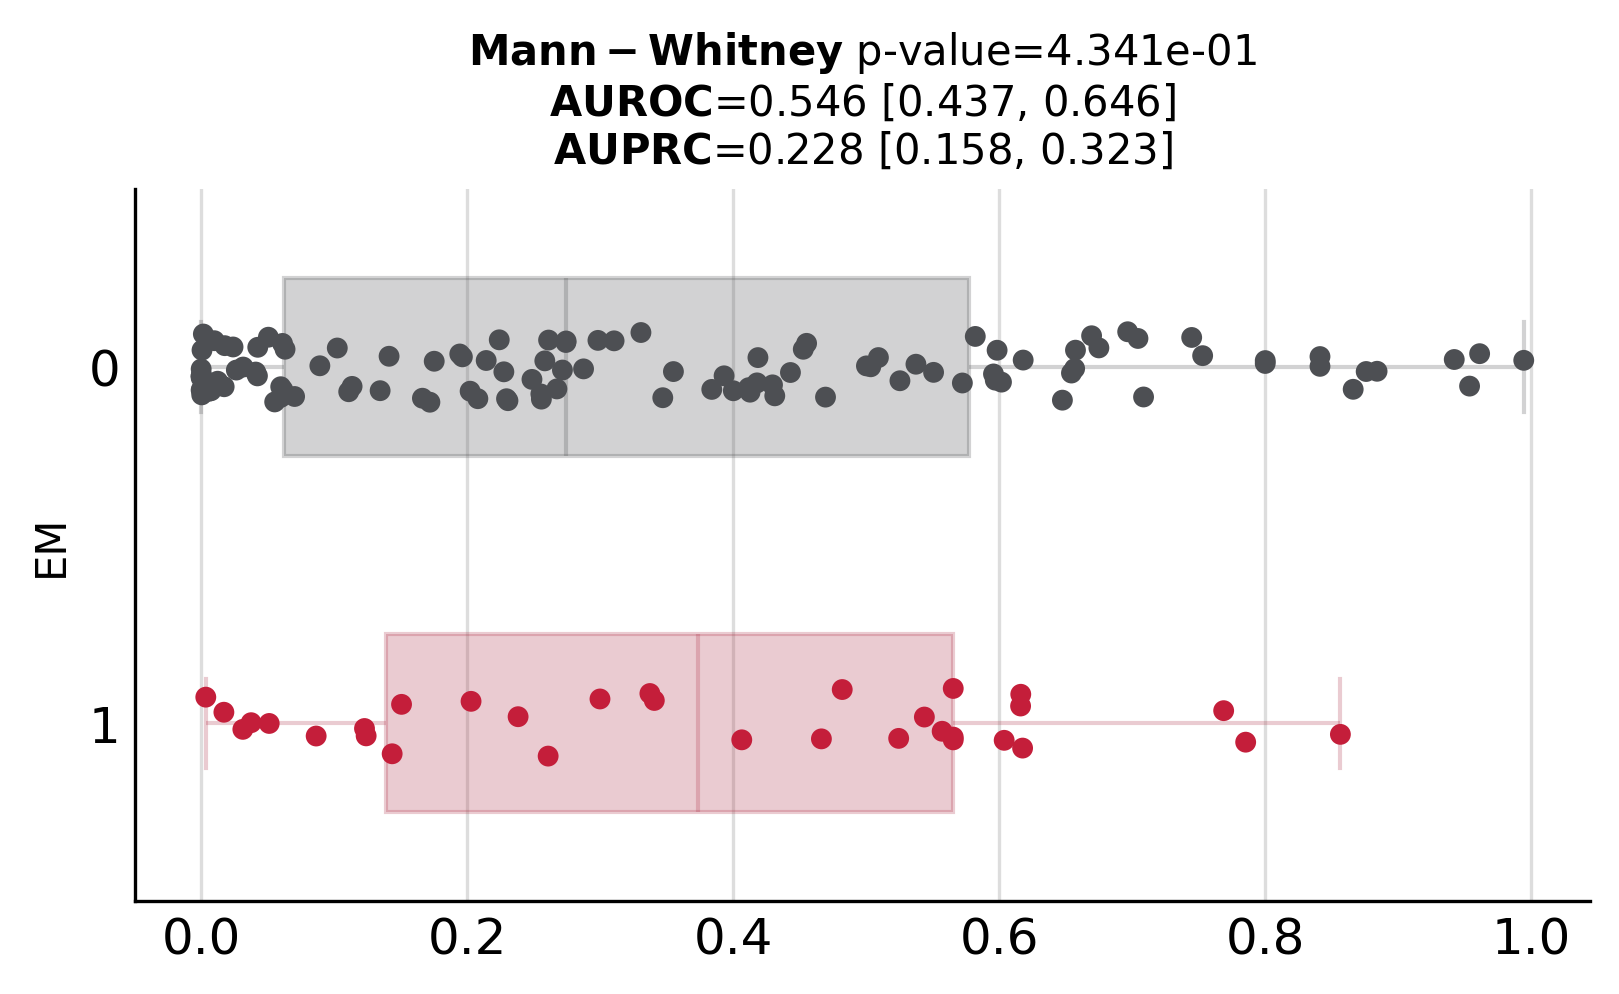 Mann − Whitney p-value=4.341e-01
AUROC=0.546 [0.437, 0.646]
AUPRC=0.228 [0.158, 0.323]
0
EM
1
0.0 0.2 0.4 0.6 0.8 1.0